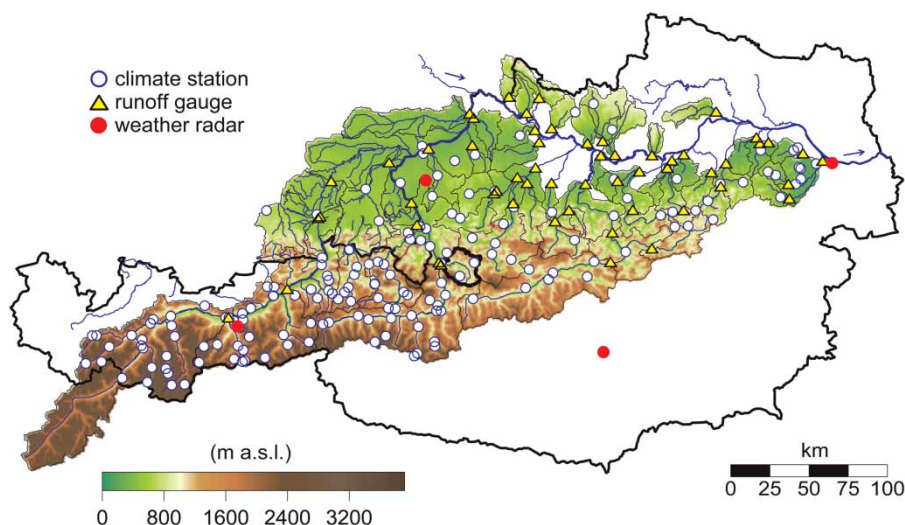 climate station
runoff gauge
weather radar
(m a.s.l.)
0 800 1600 2400 3200
km
0 25 50 75 100